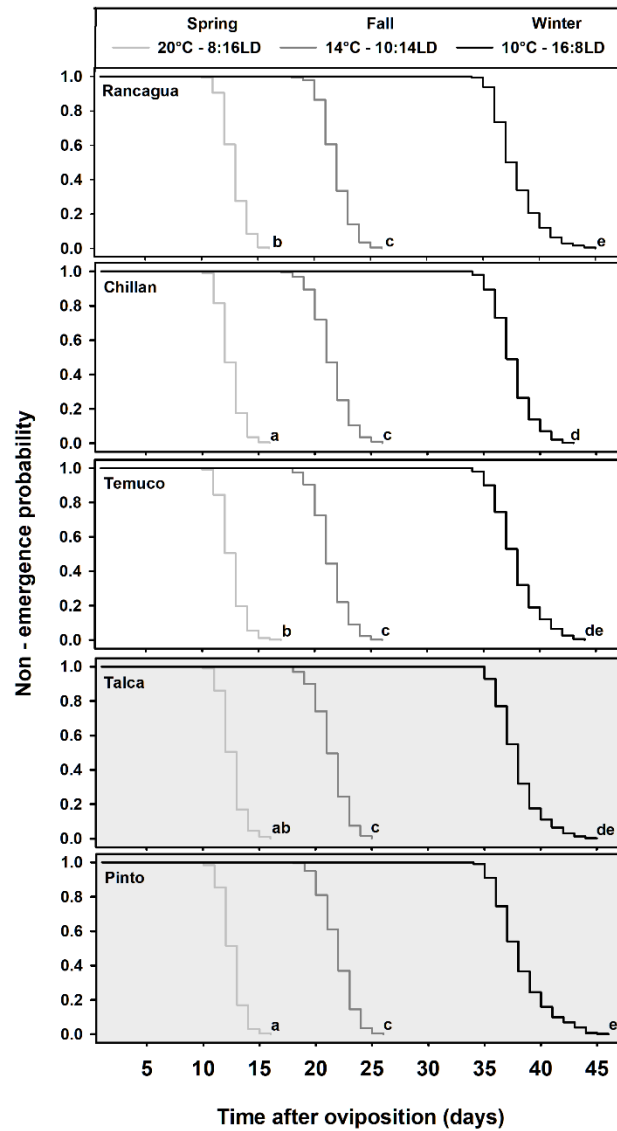 Spring Fall Winter
20°C - 8:16LD 14°C - 10:14LD 10°C - 16:8LD
1.0 Rancagua
0.8
0.6
0.4
0.2
0.0 b c e
1.0 Chillan
0.8
0.6
0.4
0.2
0.0 a c d
1.0 Temuco
0.8
0.6
0.4
0.2
0.0 b c de
1.0 Talca
0.8
0.6
0.4
0.2
0.0 ab c de
1.0 Pinto
0.8
0.6
0.4
0.2
0.0 a c e
5 10 15 20 25 30 35 40 45
Non - emergence probability
Time after oviposition (days)